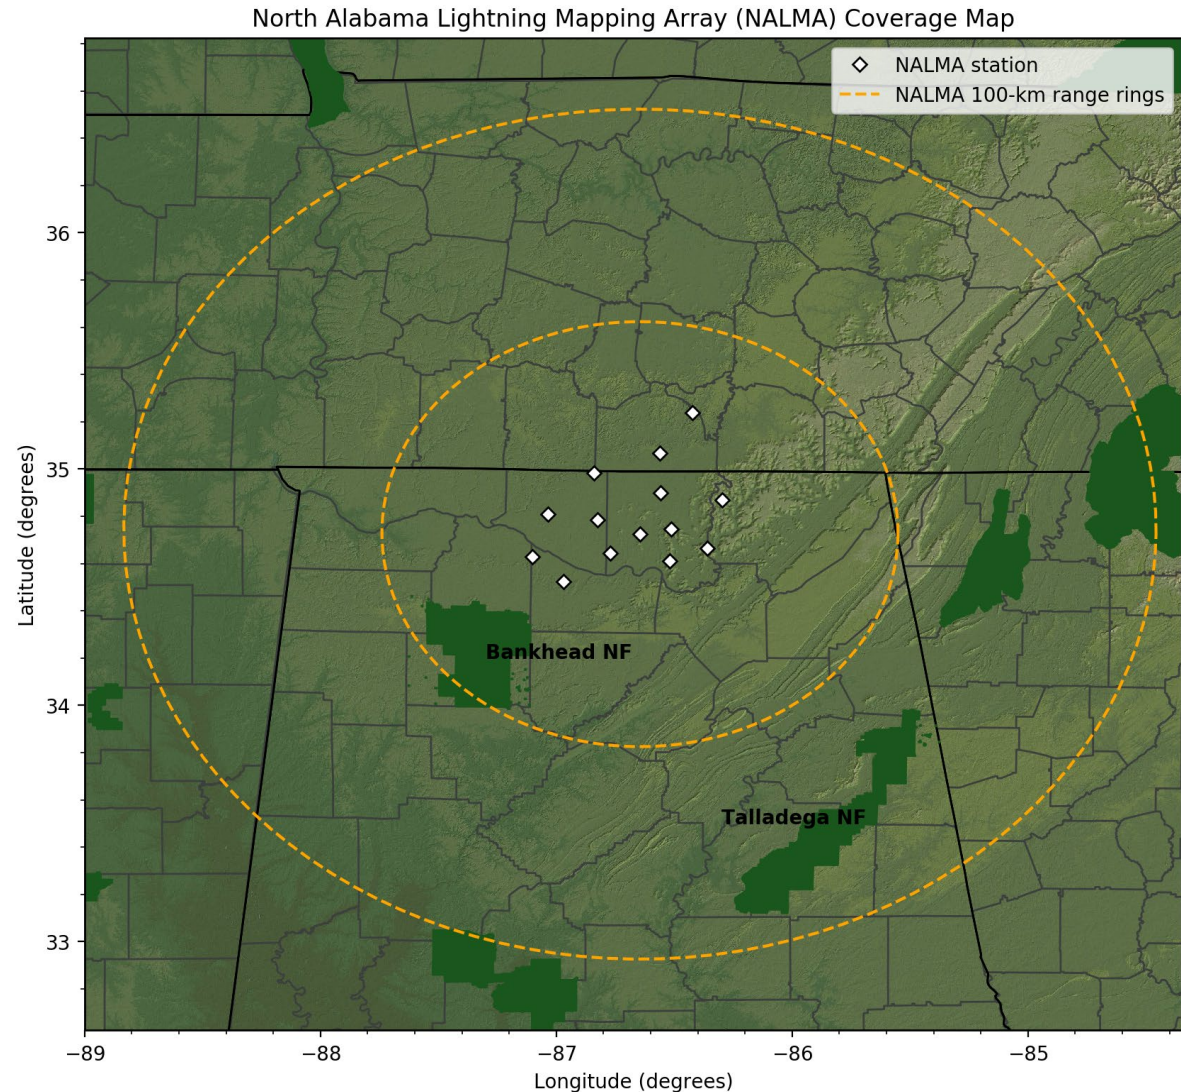 North Alabama Lightning Mapping Array (NALMA) Coverage Map
NALMA station
NALMA 100-km range rings
36
35
34
33
Latitude (degrees)
Bankhead NF
Talladega NF
−89
−88
−87
−86
−85
Longitude (degrees)